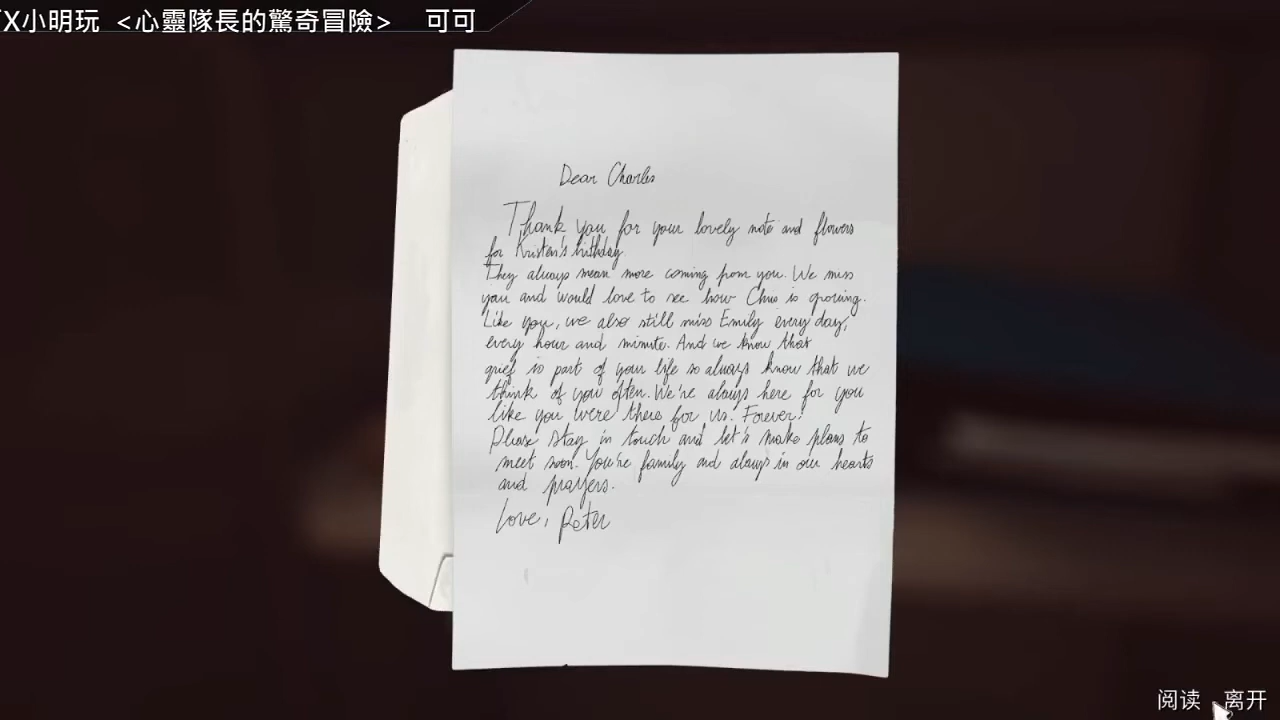 X小明玩 <心靈隊長的驚奇冒險> 可可
Dear Charles
Thank you for your lovely note and flowers
for Kristen's birthday
They always mean more coming from you. We miss
you and would love to see how Chris is growing.
Like you, we also still miss Emily every day,
every hour and minute. And we know that
grief is part of your life so always know that we
think of you often. We're always here for you
like you were there for us. Forever!
Please stay in touch and let's make plans to
meet soon. You're family and always in our hearts
and prayers.
Love, Peter
阅读 离开